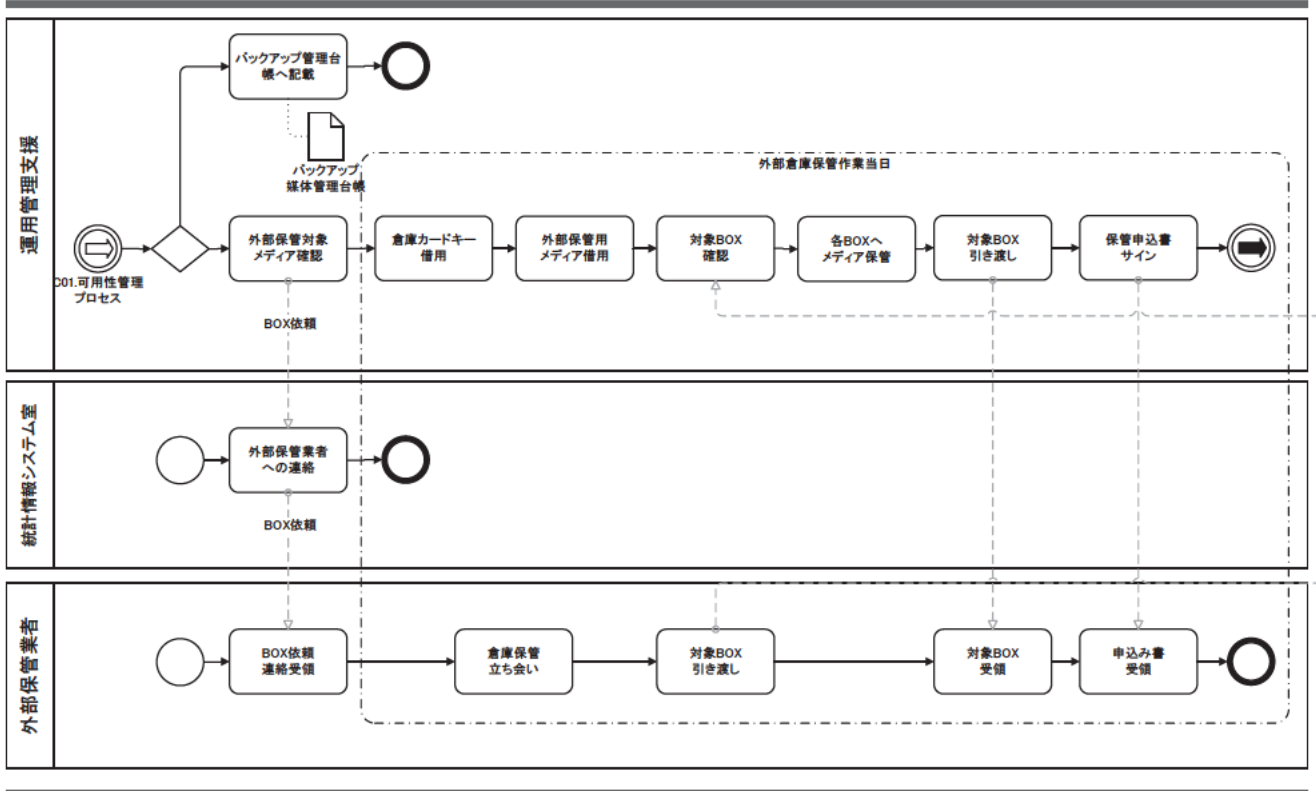 運用管理支援
バックアップ管理台
帳へ記載
バックアップ
媒体管理台帳
外部倉庫保管作業当日
C01.可用性管理
プロセス
外部保管対象
メディア確認
倉庫カードキー
借用
外部保管用
メディア借用
対象BOX
確認
各BOXへ
メディア保管
対象BOX
引き渡し
保管申込書
サイン
BOX依頼
統計情報システム室
外部保管業者
への連絡
BOX依頼
外部保管業者
BOX依頼
連絡受領
倉庫保管
立ち会い
対象BOX
引き渡し
対象BOX
受領
申込み書
受領